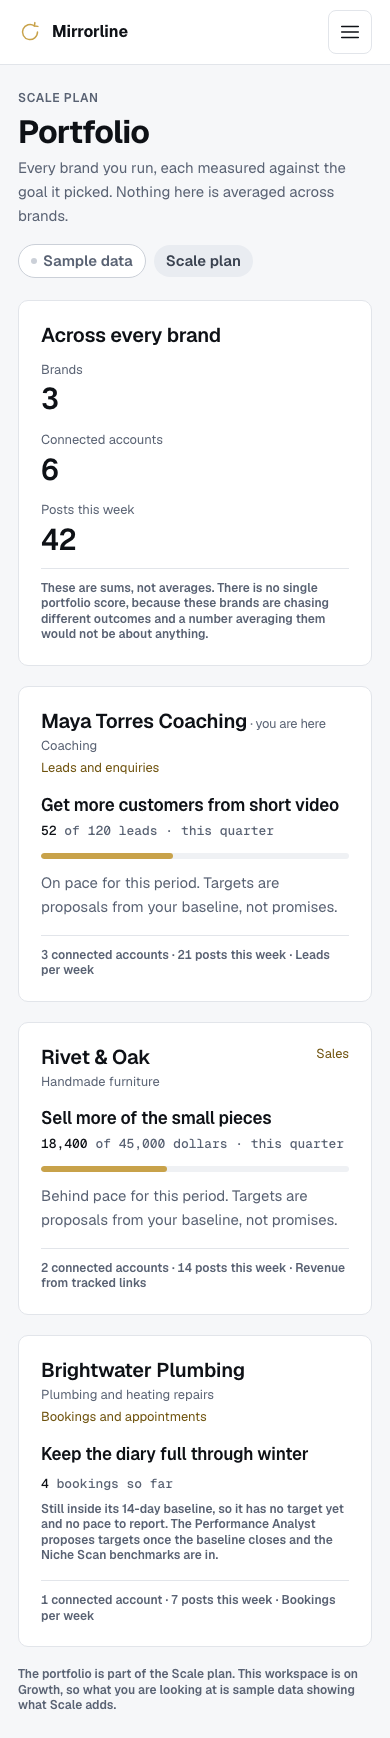 Mirrorline
SCALE PLAN
Portfolio
Every brand you run, each measured against the
goal it picked. Nothing here is averaged across
brands.
Sample data
Scale plan
Across every brand
Brands
3
Connected accounts
6
Posts this week
42
These are sums, not averages. There is no single
portfolio score, because these brands are chasing
different outcomes and a number averaging them
would not be about anything.
Maya Torres Coaching · you are here
Coaching
Leads and enquiries
Get more customers from short video
52 of 120 leads · this quarter
On pace for this period. Targets are
proposals from your baseline, not promises.
3 connected accounts · 21 posts this week · Leads
per week
Rivet & Oak
Sales
Handmade furniture
Sell more of the small pieces
18,400 of 45,000 dollars · this quarter
Behind pace for this period. Targets are
proposals from your baseline, not promises.
2 connected accounts · 14 posts this week · Revenue
from tracked links
Brightwater Plumbing
Plumbing and heating repairs
Bookings and appointments
Keep the diary full through winter
4 bookings so far
Still inside its 14-day baseline, so it has no target yet
and no pace to report. The Performance Analyst
proposes targets once the baseline closes and the
Niche Scan benchmarks are in.
1 connected account · 7 posts this week · Bookings
per week
The portfolio is part of the Scale plan. This workspace is on
Growth, so what you are looking at is sample data showing
what Scale adds.